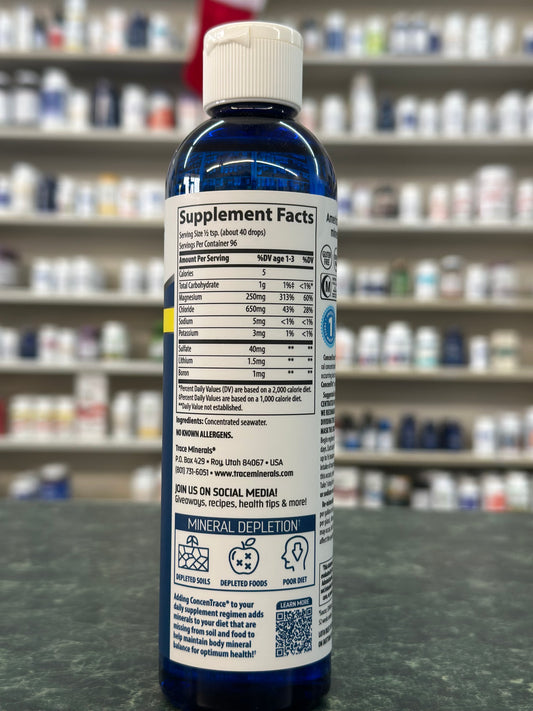 Supplement Facts
Serving Size ½ tsp. (about 40 drops)
Servings Per Container 96
Amount Per Serving %DV age 1-3 %DV
Calories 5
Total Carbohydrate 1g 1%‡ <1%*
Magnesium 250mg 313% 60%
Chloride 650mg 43% 28%
Sodium 5mg <1% <1%
Potassium 3mg 1% <1%
Sulfate 40mg ** **
Lithium 1.5mg ** **
Boron 1mg ** **
*Percent Daily Values (DV) are based on a 2,000 calorie diet.
Percent Daily Values are based on a 1,000 calorie diet.
**Daily Value not established.
Ingredients: Concentrated seawater.
NO KNOWN ALLERGENS.
Trace Minerals®
P.O. Box 429 • Roy, Utah 84067 • USA
(801) 731-6051 • www.traceminerals.com
JOIN US ON SOCIAL MEDIA!
Giveaways, recipes, health tips & more!
MINERAL DEPLETION†
DEPLETED SOILS
DEPLETED FOODS
POOR DIET
Adding ConcenTrace® to your
daily supplement regimen adds
minerals to your diet that are
missing from soil and food to
help maintain body mineral
balance for optimum health!†
LEARN MORE
GLUTEN
FREE
1